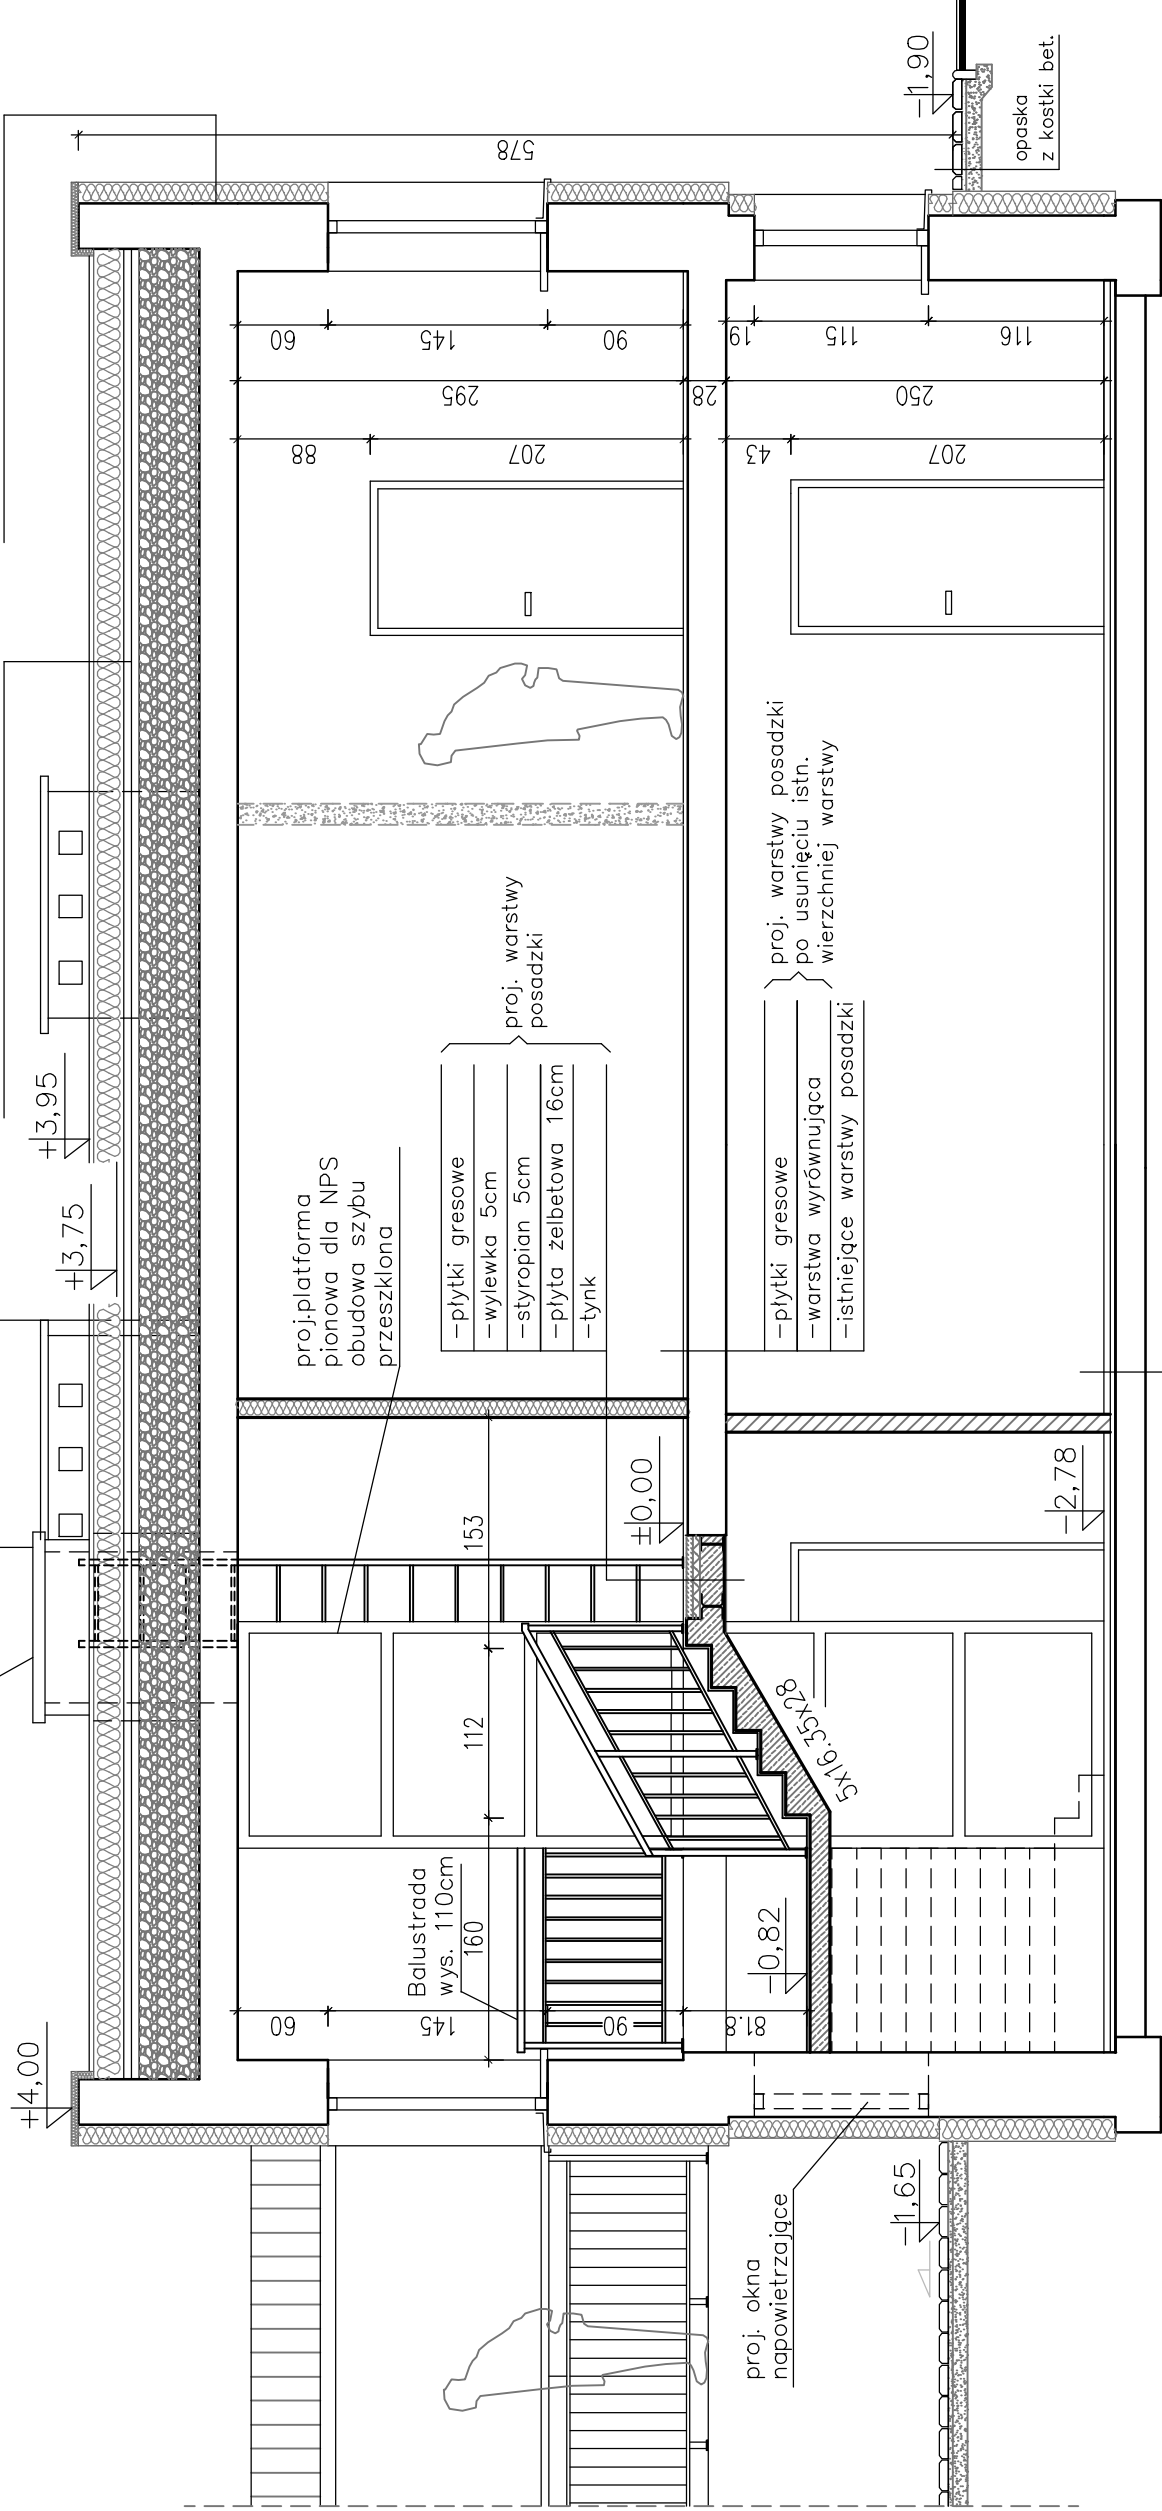 +4,00
+3,75
+3,95
578
-1,90
opaska
z kostki bet.
proj.platforma
pionowa dla NPS
obudowa szybu
przeszklona
-płytki gresowe
-wylewka 5cm
-styropian 5cm
-płyta żelbetowa 16cm
-tynk
proj. warstwy
posadzki
60
145
90
295
28
88
207
19
115
116
250
43
207
Balustrada
wys. 110cm
160
112
153
60
145
90
81.8
±0,00
-0,82
5x16.35x28
-płytki gresowe
-warstwa wyrównująca
-istniejące warstwy posadzki
proj. warstwy posadzki
po usunięciu istn.
wierzchniej warstwy
-2,78
proj. okna
napowietrzające
-1,65